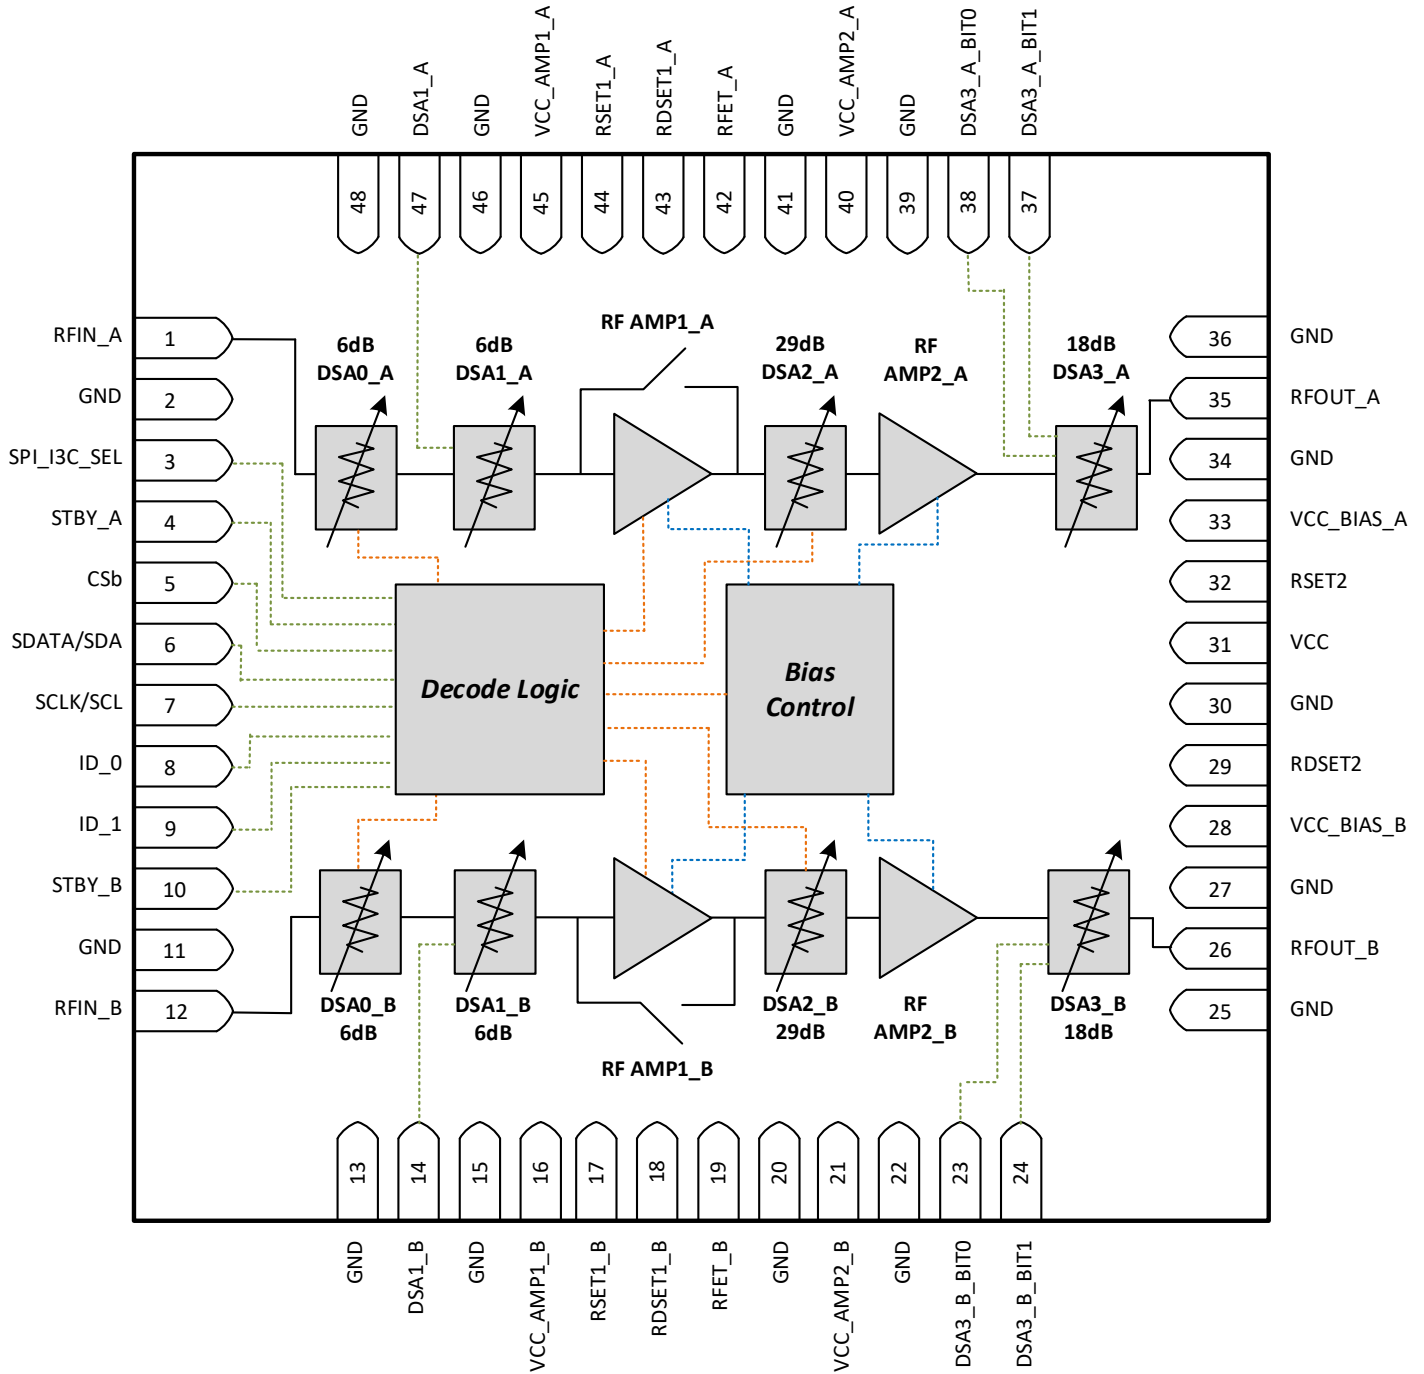 GND
DSA1_A
GND
VCC_AMP1_A
RSET1_A
RDSET1_A
RFET_A
GND
VCC_AMP2_A
GND
DSA3_A_BIT0
DSA3_A_BIT1
48
47
46
45
44
43
42
41
40
39
38
37
RFIN_A
1
GND
2
SPI_I3C_SEL
3
STBY_A
4
CSb
5
SDATA/SDA
6
SCLK/SCL
7
ID_0
8
ID_1
9
STBY_B
10
GND
11
RFIN_B
12
6dB
DSA0_A
6dB
DSA1_A
RF AMP1_A
29dB
DSA2_A
RF
AMP2_A
18dB
DSA3_A
Decode Logic
Bias
Control
DSA0_B
6dB
DSA1_B
6dB
RF AMP1_B
DSA2_B
29dB
RF
AMP2_B
DSA3_B
18dB
36
GND
35
RFOUT_A
34
GND
33
VCC_BIAS_A
32
RSET2
31
VCC
30
GND
29
RDSET2
28
VCC_BIAS_B
27
GND
26
RFOUT_B
25
GND
13
14
15
16
17
18
19
20
21
22
23
24
GND
DSA1_B
GND
VCC_AMP1_B
RSET1_B
RDSET1_B
RFET_B
GND
VCC_AMP2_B
GND
DSA3_B_BIT0
DSA3_B_BIT1